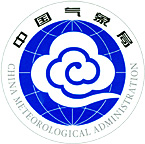 中国气象局
CHINA METEOROLOGICAL ADMINISTRATION